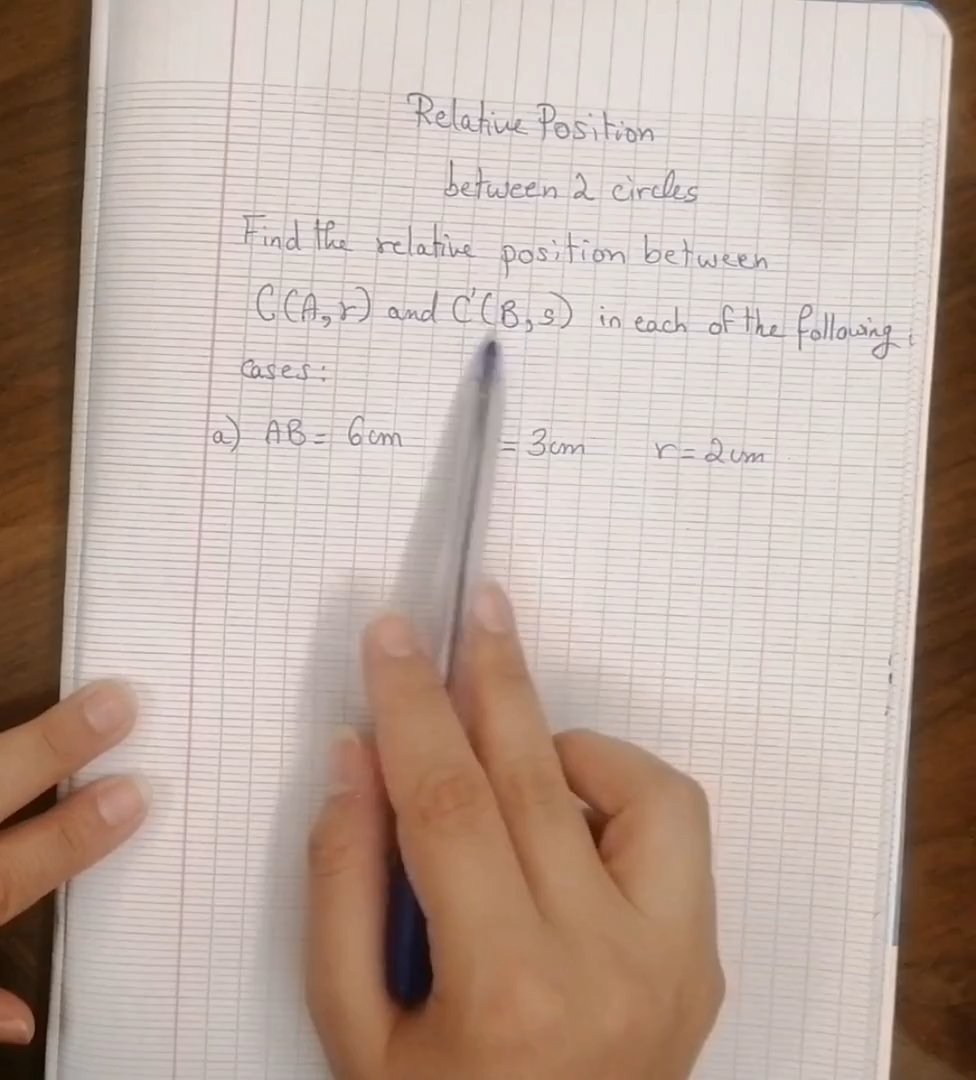 Relative Position
between 2 circles
Find the relative position between
C(A,r) and C'(B,s) in each of the following
cases:
a) AB = 6cm = 3cm r = 2cm